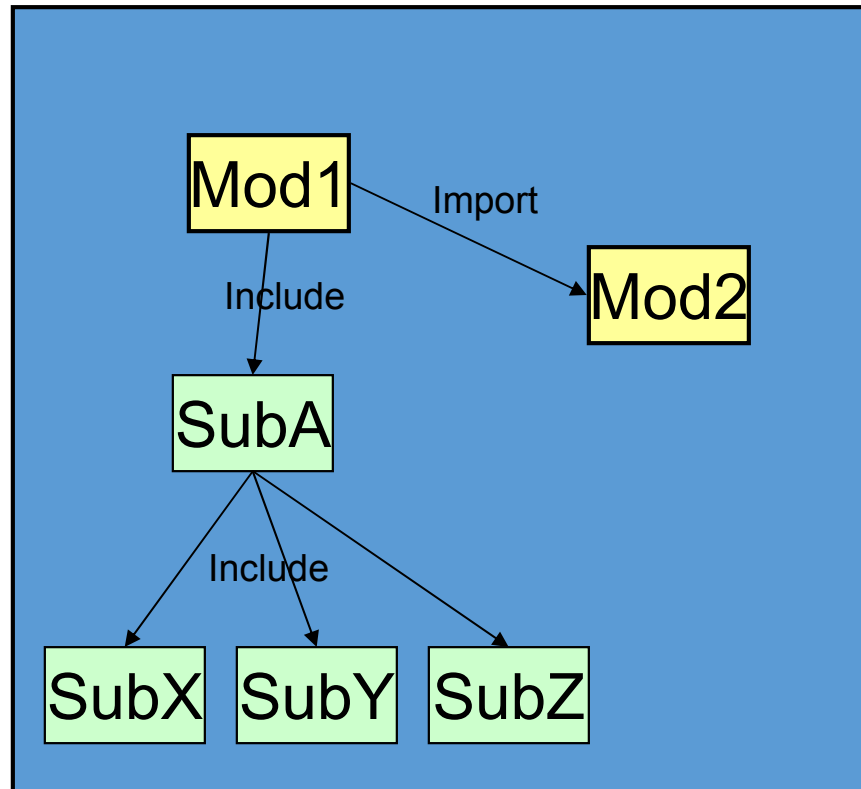 Mod1
Import
Mod2
Include
SubA
Include
SubX
SubY
SubZ